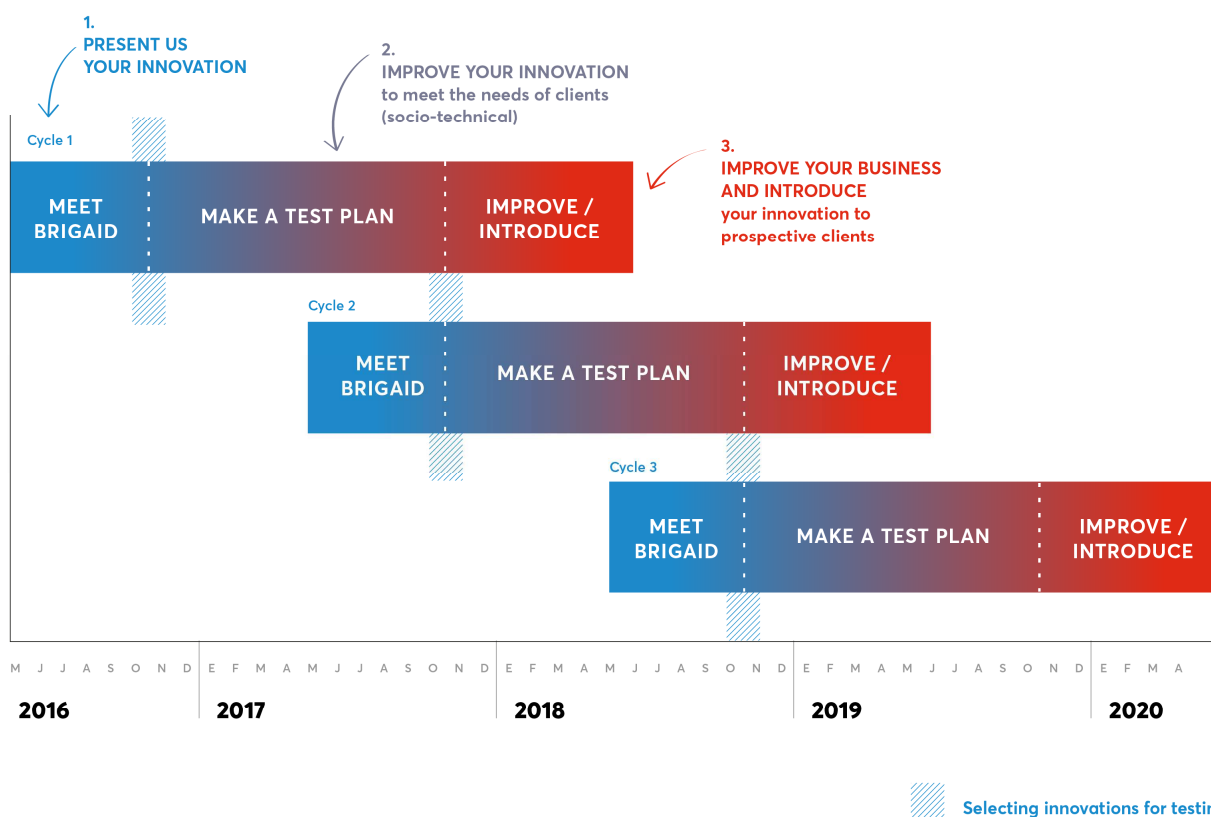 1.
PRESENT US
YOUR INNOVATION
2.
IMPROVE YOUR INNOVATION
to meet the needs of clients
(socio-technical)
3.
IMPROVE YOUR BUSINESS
AND INTRODUCE
your innovation to
prospective clients
Cycle 1
MEET
BRIGAID
MAKE A TEST PLAN
IMPROVE /
INTRODUCE
Cycle 2
MEET
BRIGAID
MAKE A TEST PLAN
IMPROVE /
INTRODUCE
Cycle 3
MEET
BRIGAID
MAKE A TEST PLAN
IMPROVE /
INTRODUCE
M J J A S O N D E F M A M J J A S O N D E F M A M J J A S O N D E F M A M J J A S O N D E F M A
2016 2017 2018 2019 2020
Selecting innovations for